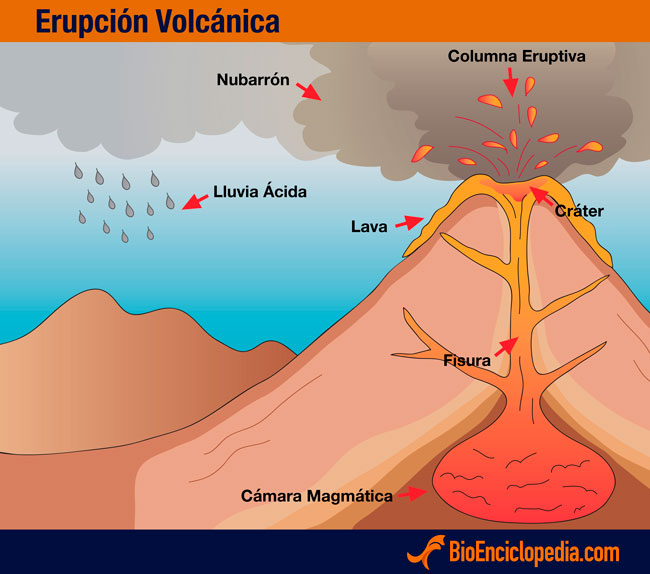 Erupción Volcánica
Columna Eruptiva
Nubarrón
Lluvia Ácida
Cráter
Lava
Fisura
Cámara Magmática
BioEnciclopedia.com